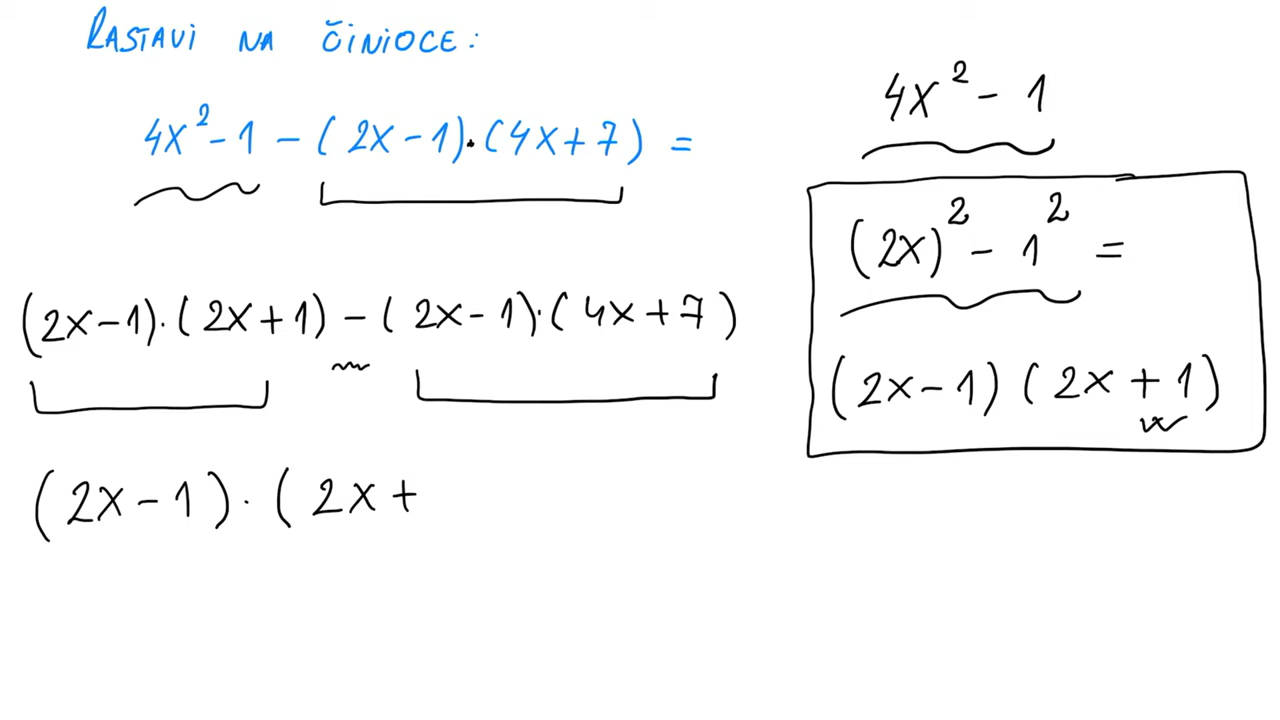 RASTAVI NA ČINIOCE:
4x² - 1 - (2x - 1)·(4x + 7) =
(2x - 1)·(2x + 1) - (2x - 1)·(4x + 7)
(2x - 1)·(2x +
4x² - 1
(2x)² - 1² =
(2x - 1)(2x + 1)